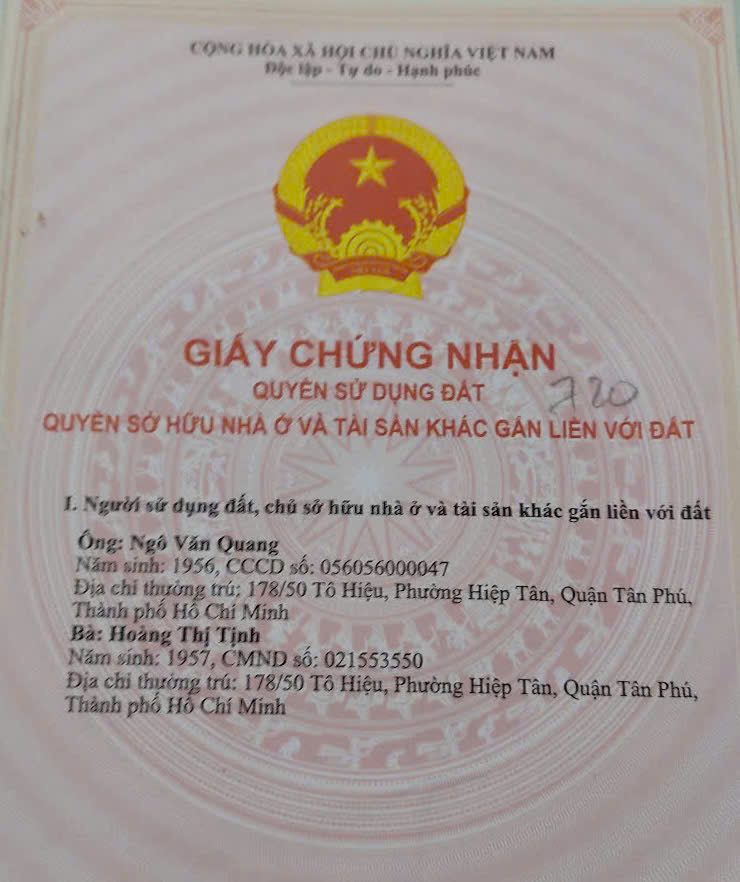 CỘNG HÒA XÃ HỘI CHỦ NGHĨA VIỆT NAM
Độc lập - Tự do - Hạnh phúc
GIẤY CHỨNG NHẬN
QUYỀN SỬ DỤNG ĐẤT
720
QUYỀN SỞ HỮU NHÀ Ở VÀ TÀI SẢN KHÁC GẮN LIỀN VỚI ĐẤT
I. Người sử dụng đất, chủ sở hữu nhà ở và tài sản khác gắn liền với đất
Ông: Ngô Văn Quang
Năm sinh: 1956, CCCD số: 056056000047
Địa chỉ thường trú: 178/50 Tô Hiệu, Phường Hiệp Tân, Quận Tân Phú,
Thành phố Hồ Chí Minh
Bà: Hoàng Thị Tịnh
Năm sinh: 1957, CMND số: 021553550
Địa chỉ thường trú: 178/50 Tô Hiệu, Phường Hiệp Tân, Quận Tân Phú,
Thành phố Hồ Chí Minh